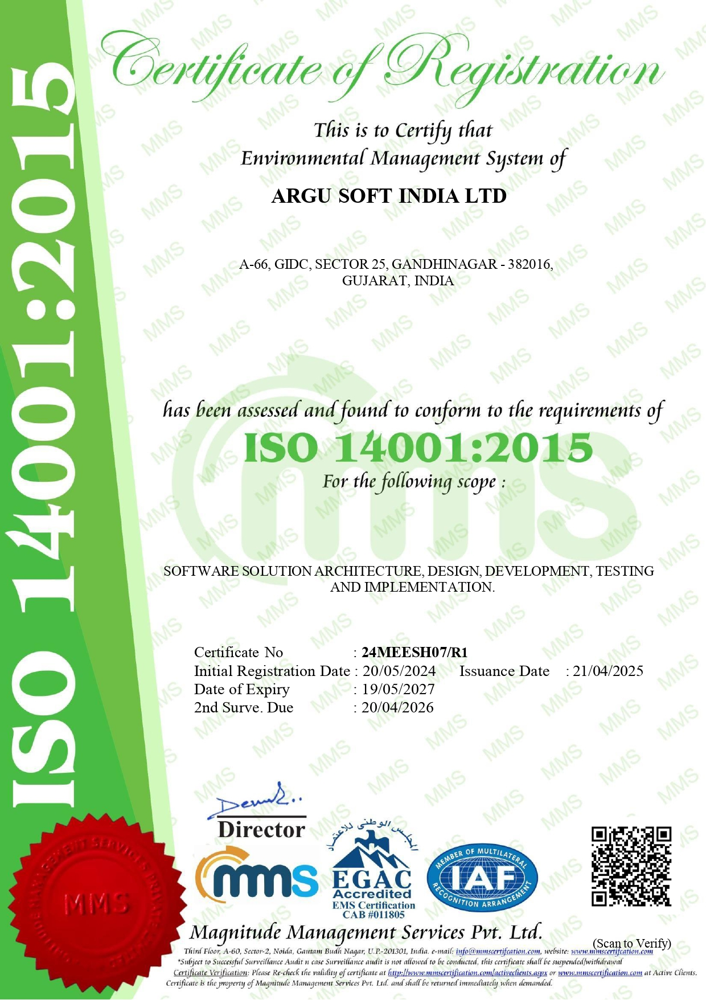 Certificate of Registration
This is to Certify that
Environmental Management System of
ARGU SOFT INDIA LTD
A-66, GIDC, SECTOR 25, GANDHINAGAR - 382016,
GUJARAT, INDIA
has been assessed and found to conform to the requirements of
ISO 14001:2015
For the following scope :
SOFTWARE SOLUTION ARCHITECTURE, DESIGN, DEVELOPMENT, TESTING
AND IMPLEMENTATION.
Certificate No : 24MEESH07/R1
Initial Registration Date : 20/05/2024 Issuance Date : 21/04/2025
Date of Expiry : 19/05/2027
2nd Surve. Due : 20/04/2026
ISO 14001:2015
Director
mms
المجلس الوطنى للاعتماد
EGAC
Accredited
EMS Certification
CAB #011805
MEMBER OF MULTILATERAL
IAF
RECOGNITION ARRANGEMENT
MMS
Magnitude Management Services Pvt. Ltd.
(Scan to Verify)
Third Floor, A-60, Sector-2, Noida, Gautam Budh Nagar, U.P.-201301, India. e-mail: info@mmscertifcation.com, website: www.mmscertifcation.com
*Subject to Successful Surveillance Audit n case Surveillance audit is not allowed to be conducted, this certificate shall be suspended/withdrawal
Certificate Verification: Please Re-check the validity of certificate at http://www.mmscertification.com/activeclients.aspx or www.mmscertification.com at Active Clients.
Certificate is the property of Magnitude Management Services Pvt. Ltd. and shall be returned immediately when demanded.